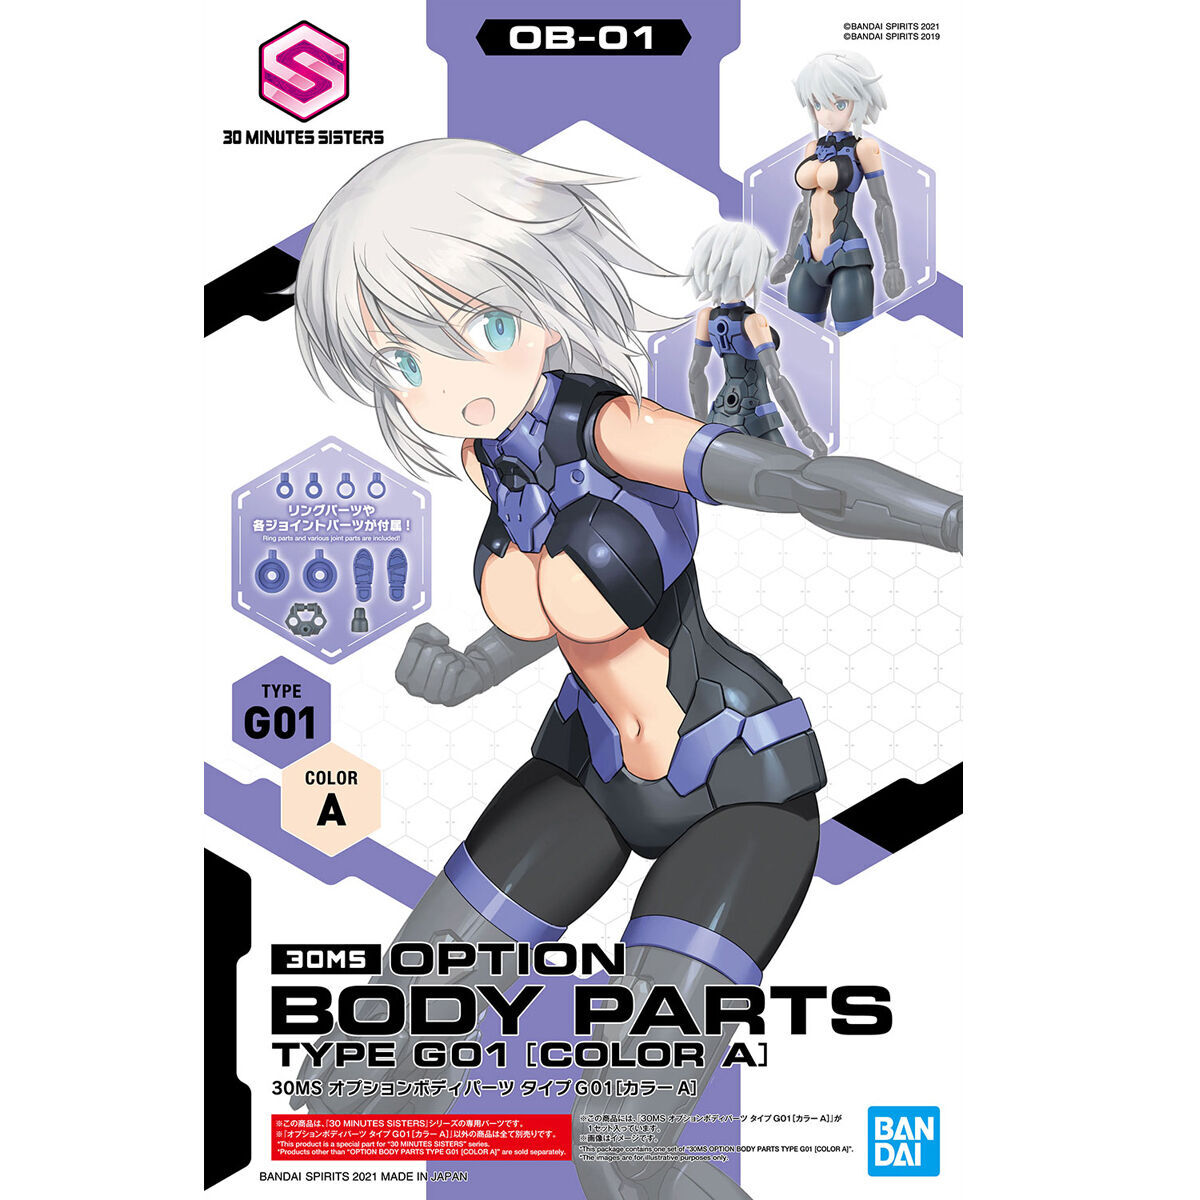 OB-01
©BANDAI SPIRITS 2021
©BANDAI SPIRITS 2019
S
30 MINUTES SISTERS
リングパーツや
各ジョイントパーツが付属！
Ring parts and various joint parts are included!
TYPE
G01
COLOR
A
30MS OPTION
BODY PARTS
TYPE G01 [COLOR A]
30MS オプションボディパーツ タイプG01[カラー A]
※この商品は、「30 MINUTES SISTERS」シリーズの専用パーツです。
※「オプションボディパーツ タイプG01[カラー A]」以外の商品は全て別売りです。
*This product is a special part for "30 MINUTES SISTERS" series.
*Products other than "OPTION BODY PARTS TYPE G01 [COLOR A]" are sold separately.
※この商品には、「30MS オプションボディパーツ タイプG01[カラー A]」が
1セット入っています。
※画像はイメージです。
*This package contains one set of "30MS OPTION BODY PARTS TYPE G01 [COLOR A]".
*The images are for illustrative purposes only.
BAN
DAI
BANDAI SPIRITS 2021 MADE IN JAPAN